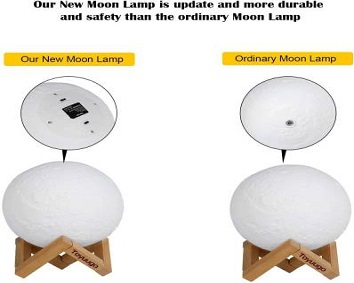 Our New Moon Lamp is update and more durable
and safety than the ordinary Moon Lamp
Our New Moon Lamp
Ordinary Moon Lamp